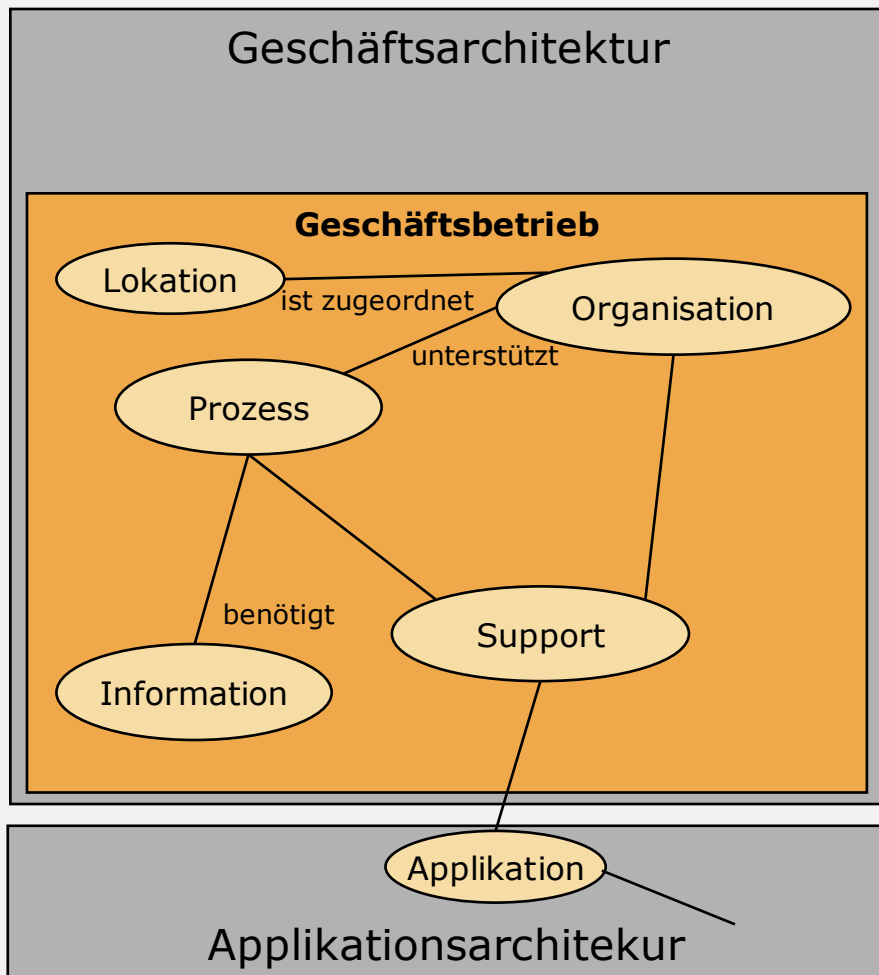 Geschäftsarchitektur
Geschäftsbetrieb
Lokation
ist zugeordnet
Organisation
unterstützt
Prozess
benötigt
Support
Information
Applikation
Applikationsarchitekur